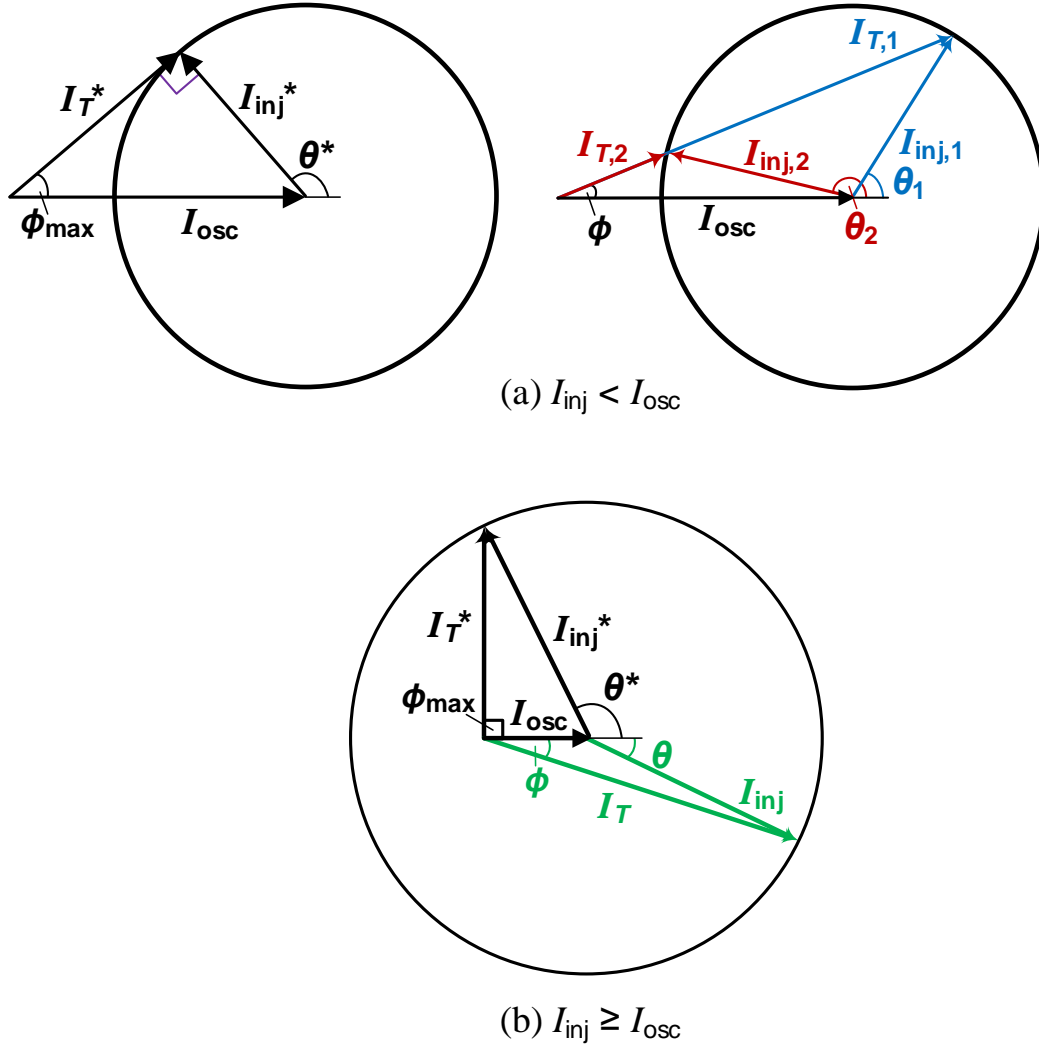 I_T*
I_inj*
θ*
ϕ_max
I_osc
I_T,1
I_T,2
I_inj,2
I_inj,1
θ_1
ϕ
I_osc
θ_2
(a) I_inj < I_osc
I_T*
I_inj*
θ*
ϕ_max
I_osc
θ
ϕ
I_inj
I_T
(b) I_inj ≥ I_osc